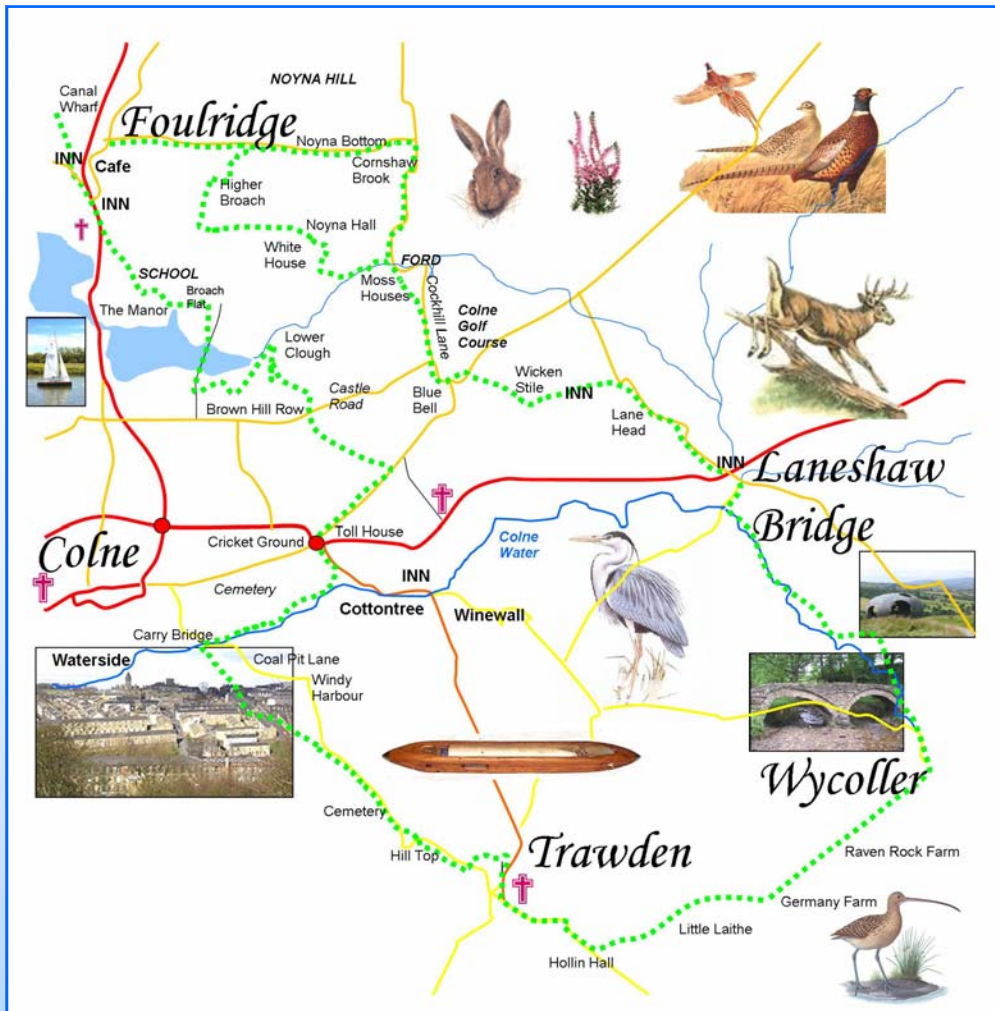 NOYNA HILL
Canal
Wharf
Foulridge
Noyna Bottom
INN
Cafe
Cornshaw
Brook
Higher
Broach
INN
Noyna Hall
White
House
FORD
SCHOOL
Moss
Houses
Broach
Flat
Cockhill Lane
The Manor
Colne
Golf
Course
Lower
Clough
Wicken
Stile
Castle
Road
Blue
Bell
INN
Brown Hill Row
Lane
Head
INN
Laneshaw
Bridge
Toll House
Colne
Water
Cricket Ground
Colne
INN
Cemetery
Cottontree
Winewall
Carry Bridge
Waterside
Coal Pit Lane
Windy
Harbour
Wycoller
Cemetery
Hill Top
Trawden
Raven Rock Farm
Germany Farm
Little Laithe
Hollin Hall